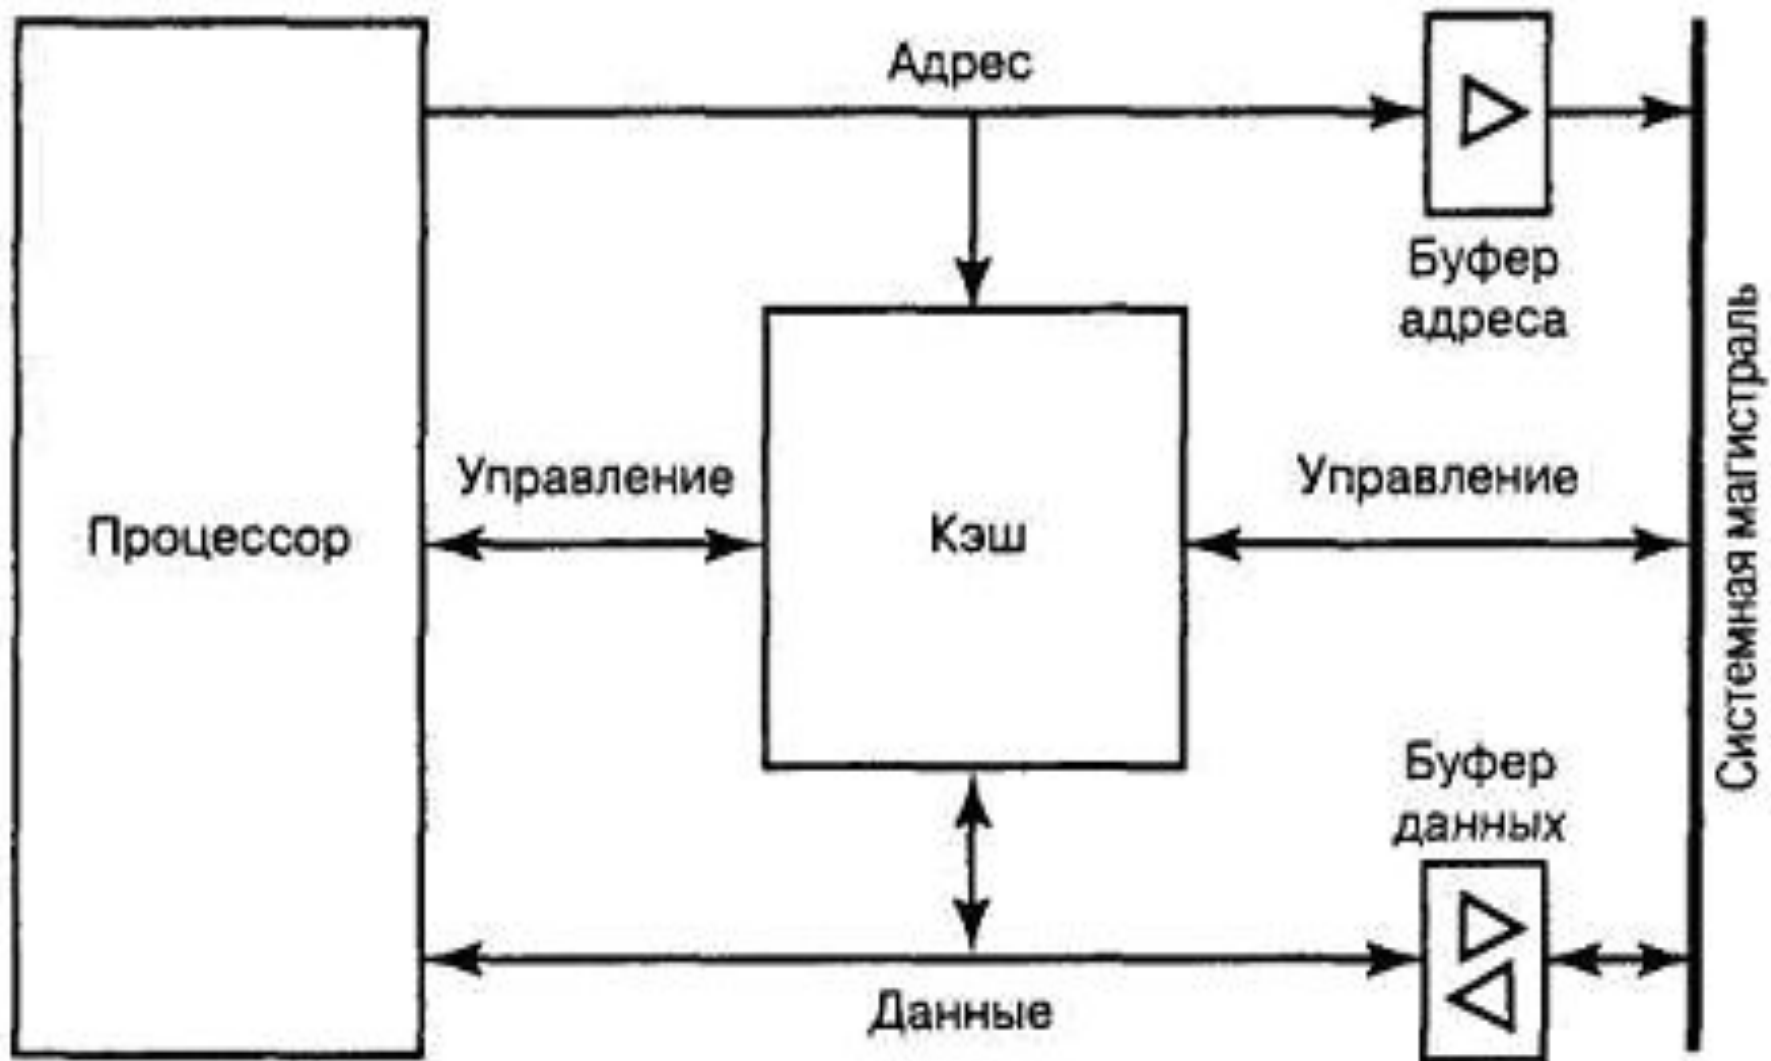 Адрес
Буфер
адреса
Системная магистраль
Управление
Управление
Процессор
Кэш
Буфер
данных
Данные